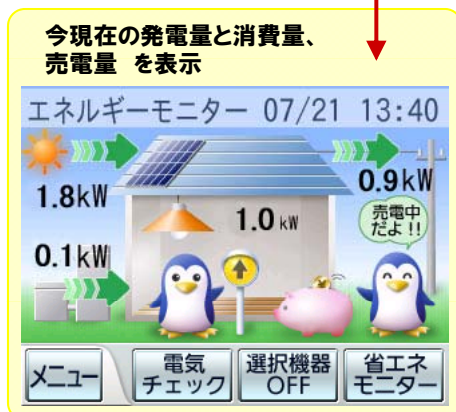 今現在の発電量と消費量、
売電量 を表示
エネルギーモニター 07/21 13:40
1.8kW
0.9kW
1.0kW
売電中
だよ!!
0.1kW
メニュー
電気
チェック
選択機器
OFF
省エネ
モニター